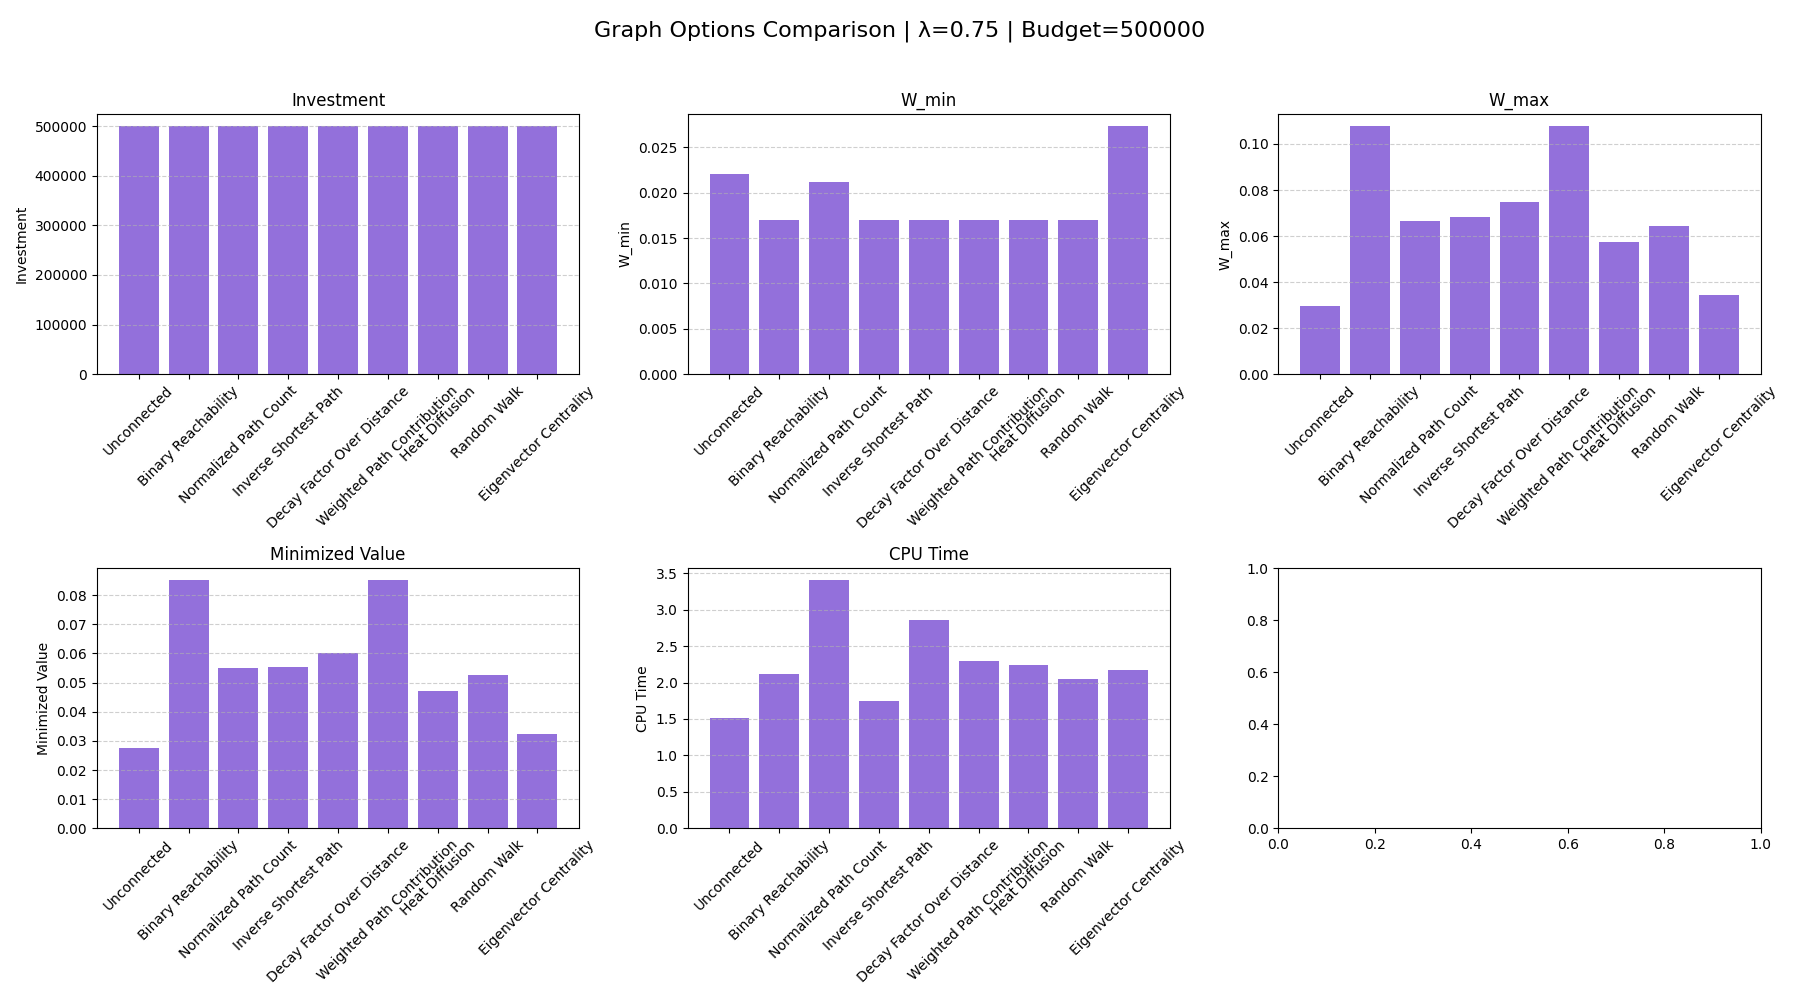 Graph Options Comparison | λ=0.75 | Budget=500000
Investment
Investment
500000
400000
300000
200000
100000
0
Unconnected
Binary Reachability
Normalized Path Count
Inverse Shortest Path
Decay Factor Over Distance
Weighted Path Contribution
Heat Diffusion
Random Walk
Eigenvector Centrality
W_min
W_min
0.025
0.020
0.015
0.010
0.005
0.000
Unconnected
Binary Reachability
Normalized Path Count
Inverse Shortest Path
Decay Factor Over Distance
Weighted Path Contribution
Heat Diffusion
Random Walk
Eigenvector Centrality
W_max
W_max
0.10
0.08
0.06
0.04
0.02
0.00
Unconnected
Binary Reachability
Normalized Path Count
Inverse Shortest Path
Decay Factor Over Distance
Weighted Path Contribution
Heat Diffusion
Random Walk
Eigenvector Centrality
Minimized Value
Minimized Value
0.08
0.07
0.06
0.05
0.04
0.03
0.02
0.01
0.00
Unconnected
Binary Reachability
Normalized Path Count
Inverse Shortest Path
Decay Factor Over Distance
Weighted Path Contribution
Heat Diffusion
Random Walk
Eigenvector Centrality
CPU Time
CPU Time
3.5
3.0
2.5
2.0
1.5
1.0
0.5
0.0
Unconnected
Binary Reachability
Normalized Path Count
Inverse Shortest Path
Decay Factor Over Distance
Weighted Path Contribution
Heat Diffusion
Random Walk
Eigenvector Centrality
1.0
0.8
0.6
0.4
0.2
0.0
0.0 0.2 0.4 0.6 0.8 1.0